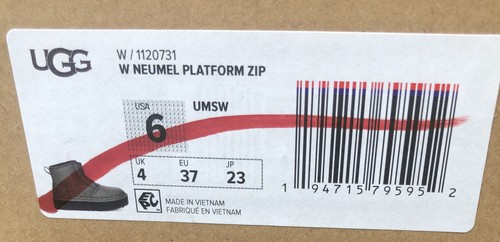 UGG
W / 1120731
W NEUMEL PLATFORM ZIP
USA
6
UMSW
UK
4
EU
37
JP
23
MADE IN VIETNAM
FABRIQUÉ EN VIETNAM
1 94715 79595 2